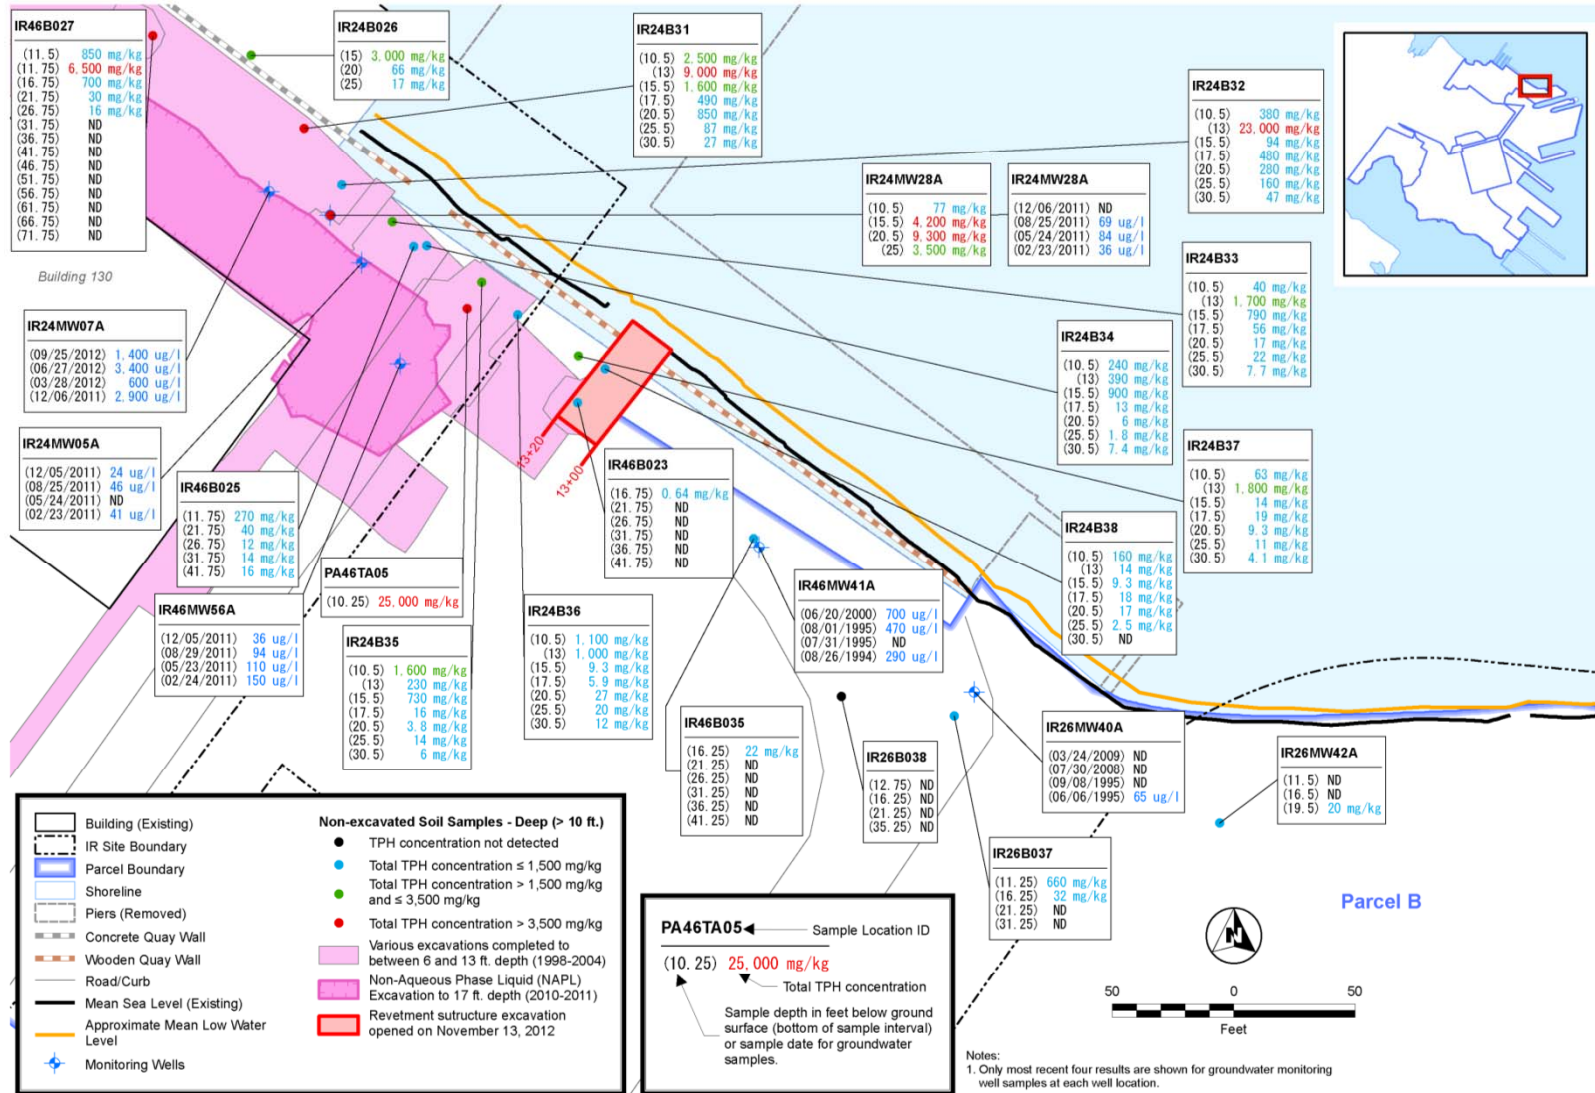 IR46B027
(11.5) 850 mg/kg
(11.75) 6,500 mg/kg
(16.75) 700 mg/kg
(21.75) 30 mg/kg
(26.75) 16 mg/kg
(31.75) ND
(36.75) ND
(41.75) ND
(46.75) ND
(51.75) ND
(56.75) ND
(61.75) ND
(66.75) ND
(71.75) ND
IR24B026
(15) 3,000 mg/kg
(20) 66 mg/kg
(25) 17 mg/kg
IR24B31
(10.5) 2,500 mg/kg
(13) 9,000 mg/kg
(15.5) 1,600 mg/kg
(17.5) 490 mg/kg
(20.5) 850 mg/kg
(25.5) 87 mg/kg
(30.5) 27 mg/kg
IR24B32
(10.5) 380 mg/kg
(13) 23,000 mg/kg
(15.5) 94 mg/kg
(17.5) 480 mg/kg
(20.5) 280 mg/kg
(25.5) 160 mg/kg
(30.5) 47 mg/kg
IR24MW28A
(10.5) 77 mg/kg
(15.5) 4,200 mg/kg
(20.5) 9,300 mg/kg
(25) 3,500 mg/kg
IR24MW28A
(12/06/2011) ND
(08/25/2011) 69 ug/l
(05/24/2011) 84 ug/l
(02/23/2011) 36 ug/l
IR24B33
(10.5) 40 mg/kg
(13) 1,700 mg/kg
(15.5) 790 mg/kg
(17.5) 56 mg/kg
(20.5) 17 mg/kg
(25.5) 22 mg/kg
(30.5) 7.7 mg/kg
Building 130
IR24MW07A
(09/25/2012) 1,400 ug/l
(06/27/2012) 3,400 ug/l
(03/28/2012) 600 ug/l
(12/06/2011) 2,900 ug/l
IR24B34
(10.5) 240 mg/kg
(13) 390 mg/kg
(15.5) 900 mg/kg
(17.5) 13 mg/kg
(20.5) 6 mg/kg
(25.5) 1.8 mg/kg
(30.5) 7.4 mg/kg
IR24MW05A
(12/05/2011) 24 ug/l
(08/25/2011) 46 ug/l
(05/24/2011) ND
(02/23/2011) 41 ug/l
IR24B37
(10.5) 63 mg/kg
(13) 1,800 mg/kg
(15.5) 14 mg/kg
(17.5) 19 mg/kg
(20.5) 9.3 mg/kg
(25.5) 11 mg/kg
(30.5) 4.1 mg/kg
13+20
13+00
IR46B025
(11.75) 270 mg/kg
(21.75) 40 mg/kg
(26.75) 12 mg/kg
(31.75) 14 mg/kg
(41.75) 16 mg/kg
IR46B023
(16.75) 0.64 mg/kg
(21.75) ND
(26.75) ND
(31.75) ND
(36.75) ND
(41.75) ND
IR24B38
(10.5) 160 mg/kg
(13) 14 mg/kg
(15.5) 9.3 mg/kg
(17.5) 18 mg/kg
(20.5) 17 mg/kg
(25.5) 2.5 mg/kg
(30.5) ND
PA46TA05
(10.25) 25,000 mg/kg
IR46MW41A
(06/20/2000) 700 ug/l
(08/01/1995) 470 ug/l
(07/31/1995) ND
(08/26/1994) 290 ug/l
IR46MW56A
(12/05/2011) 36 ug/l
(08/29/2011) 94 ug/l
(05/23/2011) 110 ug/l
(02/24/2011) 150 ug/l
IR24B35
(10.5) 1,600 mg/kg
(13) 230 mg/kg
(15.5) 730 mg/kg
(17.5) 16 mg/kg
(20.5) 3.8 mg/kg
(25.5) 14 mg/kg
(30.5) 6 mg/kg
IR24B36
(10.5) 1,100 mg/kg
(13) 1,000 mg/kg
(15.5) 9.3 mg/kg
(17.5) 5.9 mg/kg
(20.5) 27 mg/kg
(25.5) 20 mg/kg
(30.5) 12 mg/kg
IR46B035
(16.25) 22 mg/kg
(21.25) ND
(26.25) ND
(31.25) ND
(36.25) ND
(41.25) ND
IR26B038
(12.75) ND
(16.25) ND
(21.25) ND
(35.25) ND
IR26MW40A
(03/24/2009) ND
(07/30/2008) ND
(09/08/1995) ND
(06/06/1995) 65 ug/l
IR26MW42A
(11.5) ND
(16.5) ND
(19.5) 20 mg/kg
IR26B037
(11.25) 660 mg/kg
(16.25) 32 mg/kg
(21.25) ND
(31.25) ND
Parcel B
Building (Existing)
IR Site Boundary
Parcel Boundary
Shoreline
Piers (Removed)
Concrete Quay Wall
Wooden Quay Wall
Road/Curb
Mean Sea Level (Existing)
Approximate Mean Low Water
Level
Monitoring Wells
Non-excavated Soil Samples - Deep (> 10 ft.)
TPH concentration not detected
Total TPH concentration ≤ 1,500 mg/kg
Total TPH concentration > 1,500 mg/kg
and ≤ 3,500 mg/kg
Total TPH concentration > 3,500 mg/kg
Various excavations completed to
between 6 and 13 ft. depth (1998-2004)
Non-Aqueous Phase Liquid (NAPL)
Excavation to 17 ft. depth (2010-2011)
Revetment sutructure excavation
opened on November 13, 2012
PA46TA05
Sample Location ID
(10.25) 25,000 mg/kg
Total TPH concentration
Sample depth in feet below ground
surface (bottom of sample interval)
or sample date for groundwater
samples.
N
50 0 50
Feet
Notes:
1. Only most recent four results are shown for groundwater monitoring
well samples at each well location.